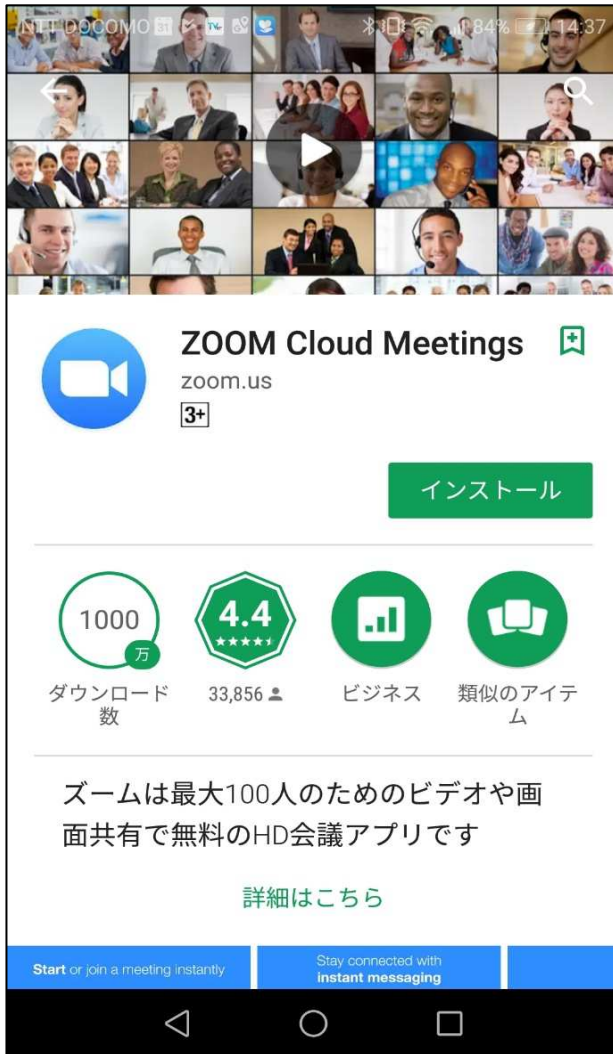 NTT DOCOMO 31 84% 14:37
ZOOM Cloud Meetings
zoom.us
3+
インストール
1000
万
4.4
ダウンロード
数
33,856
ビジネス
類似のアイテ
ム
ズームは最大100人のためのビデオや画
面共有で無料のHD会議アプリです
詳細はこちら
Start or join a meeting instantly
Stay connected with
instant messaging